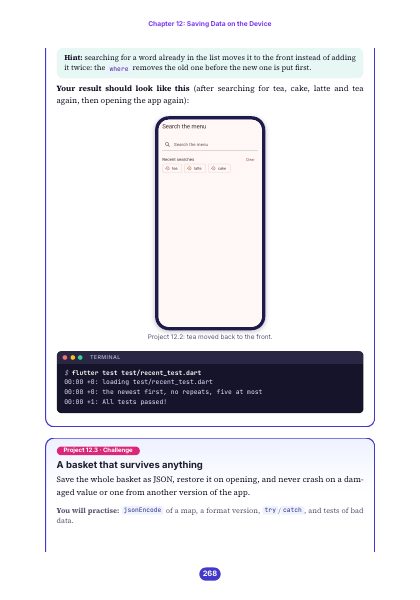 Chapter 12: Saving Data on the Device
Hint: searching for a word already in the list moves it to the front instead of adding
it twice: the where removes the old one before the new one is put first.
Your result should look like this (after searching for tea, cake, latte and tea
again, then opening the app again):
Search the menu
Search the menu
Recent searches Clear
tea latte cake
Project 12.2: tea moved back to the front.
TERMINAL
$ flutter test test/recent_test.dart
00:00 +0: loading test/recent_test.dart
00:00 +0: the newest first, no repeats, five at most
00:00 +1: All tests passed!
Project 12.3 · Challenge
A basket that survives anything
Save the whole basket as JSON, restore it on opening, and never crash on a dam-
aged value or one from another version of the app.
You will practise: jsonEncode of a map, a format version, try / catch, and tests of bad
data.
268